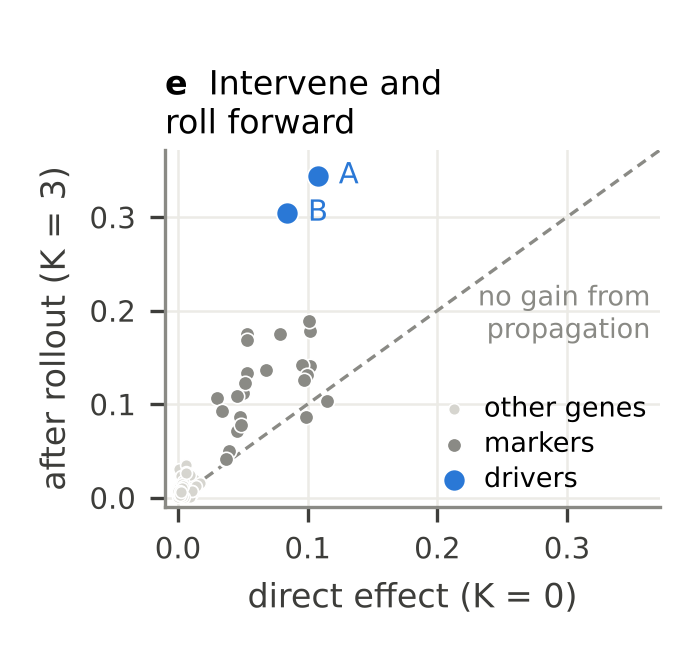 e Intervene and
roll forward
after rollout (K = 3)
0.3
0.2
0.1
0.0
A
B
no gain from
propagation
other genes
markers
drivers
0.0 0.1 0.2 0.3
direct effect (K = 0)